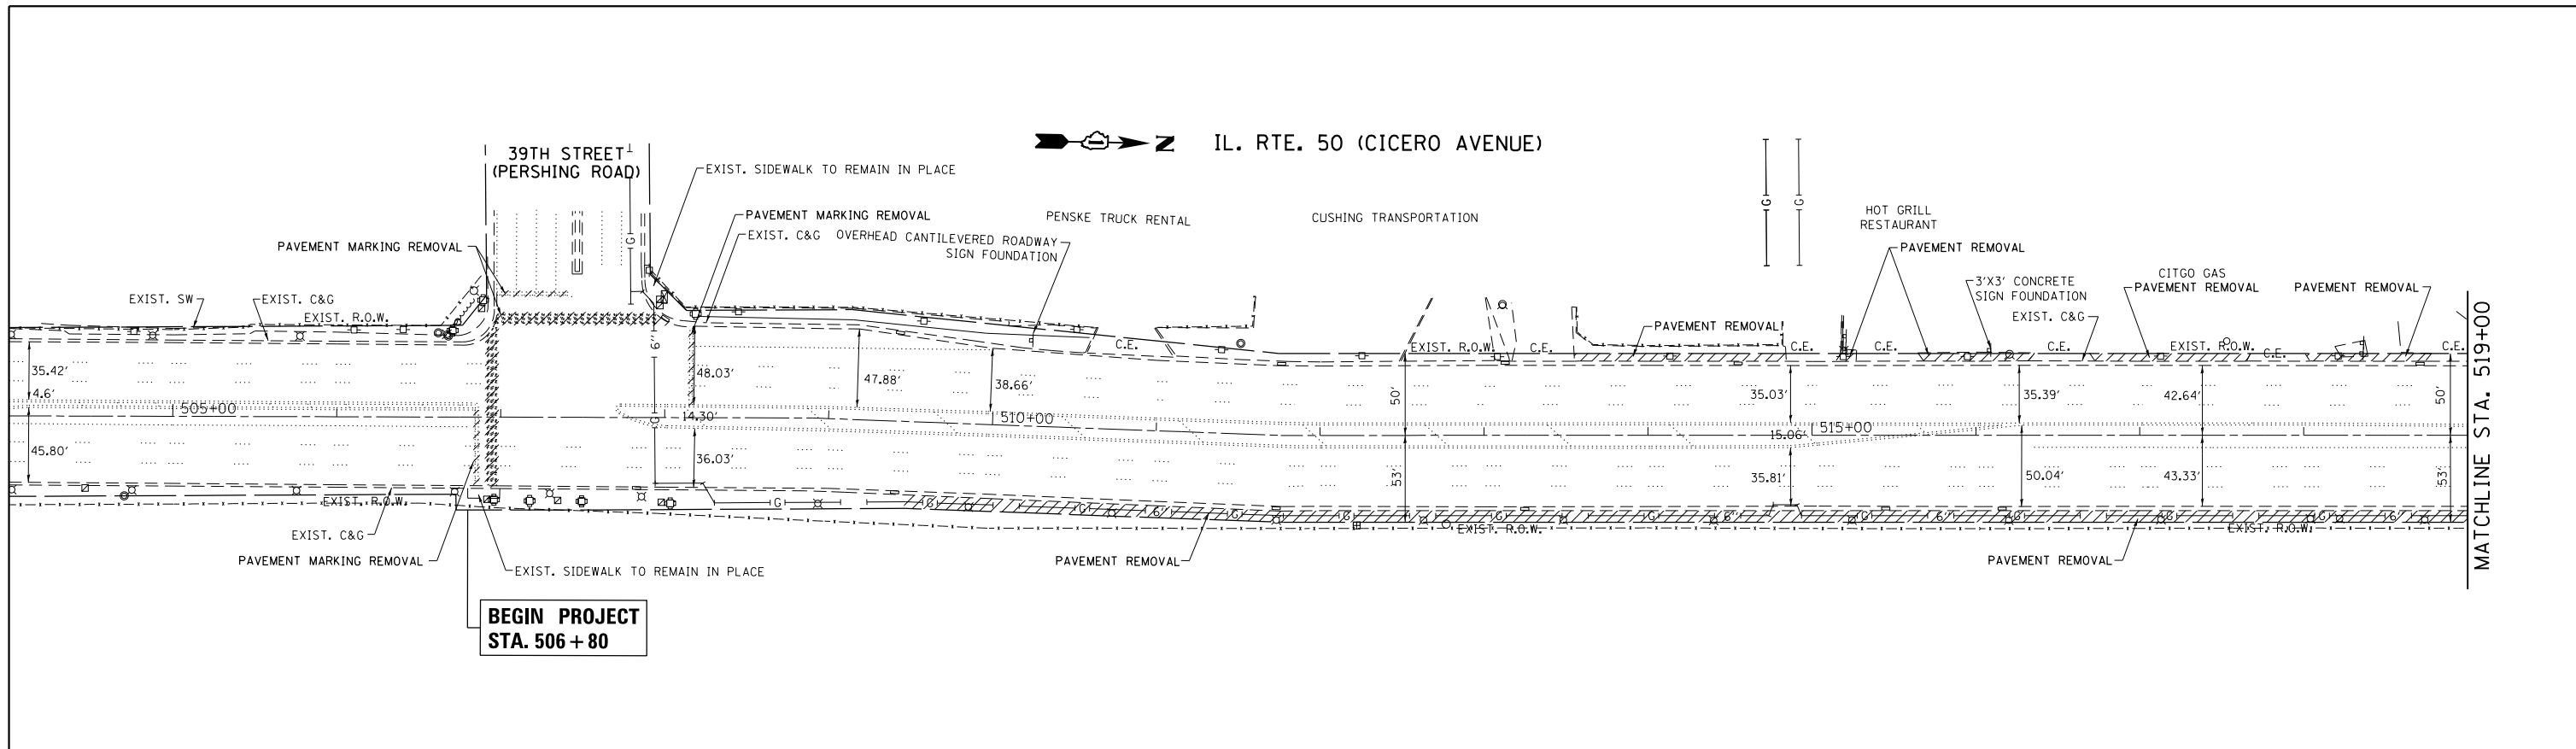 N IL. RTE. 50 (CICERO AVENUE)
39TH STREET
(PERSHING ROAD)
EXIST. SIDEWALK TO REMAIN IN PLACE
PAVEMENT MARKING REMOVAL
EXIST. C&G
OVERHEAD CANTILEVERED ROADWAY
SIGN FOUNDATION
PENSKE TRUCK RENTAL
CUSHING TRANSPORTATION
G
G
G
HOT GRILL
RESTAURANT
PAVEMENT REMOVAL
3'X3' CONCRETE
SIGN FOUNDATION
EXIST. C&G
CITGO GAS
PAVEMENT REMOVAL
PAVEMENT REMOVAL
PAVEMENT MARKING REMOVAL
EXIST. SW
EXIST. C&G
EXIST. R.O.W.
PAVEMENT REMOVAL
C.E.
EXIST. R.O.W.
C.E.
C.E.
C.E.
C.E.
EXIST. R.O.W.
C.E.
C.E.
6"
35.42'
4.6'
45.80'
505+00
48.03'
14.30'
36.03'
47.88'
38.66'
510+00
50'
53'
35.03'
15.06'
35.81'
515+00
35.39'
50.04'
42.64'
43.33'
50'
53'
MATCHLINE STA. 519+00
G
EXIST. R.O.W.
G
G
G
6"
G
G
G
EXIST. R.O.W.
G
6"
G
6"
G
G
EXIST. R.O.W.
G
6"
EXIST. C&G
PAVEMENT MARKING REMOVAL
EXIST. SIDEWALK TO REMAIN IN PLACE
PAVEMENT REMOVAL
PAVEMENT REMOVAL
BEGIN PROJECT
STA. 506+80